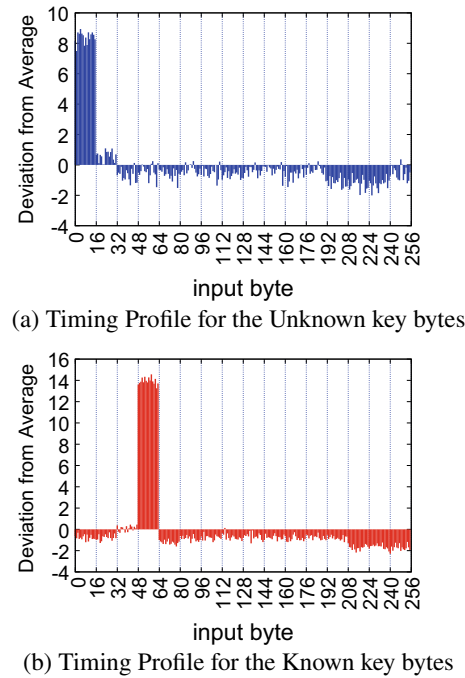 10
8
6
4
2
0
-2
-4
Deviation from Average
0 16 32 48 64 80 96 112 128 144 160 176 192 208 224 240 256
input byte
(a) Timing Profile for the Unknown key bytes
16
14
12
10
8
6
4
2
0
-2
-4
Deviation from Average
0 16 32 48 64 80 96 112 128 144 160 176 192 208 224 240 256
input byte
(b) Timing Profile for the Known key bytes